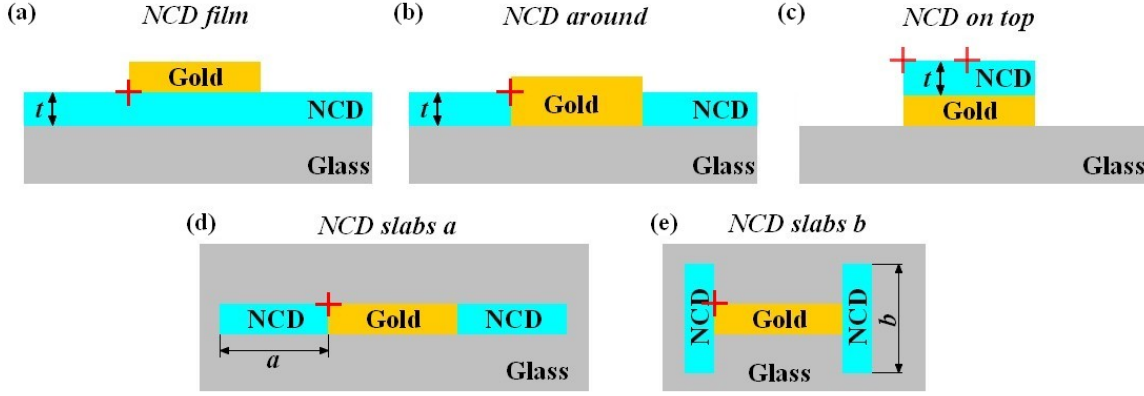 (a) NCD film
Gold
t NCD
Glass
(b) NCD around
Gold
t NCD
Glass
(c) NCD on top
t NCD
Gold
Glass
(d) NCD slabs a
NCD Gold NCD
a
Glass
(e) NCD slabs b
NCD Gold NCD b
Glass